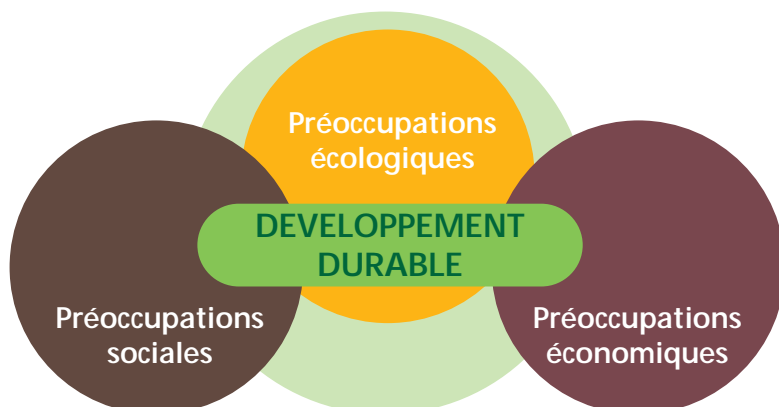 Préoccupations
écologiques
DEVELOPPEMENT
DURABLE
Préoccupations
sociales
Préoccupations
économiques